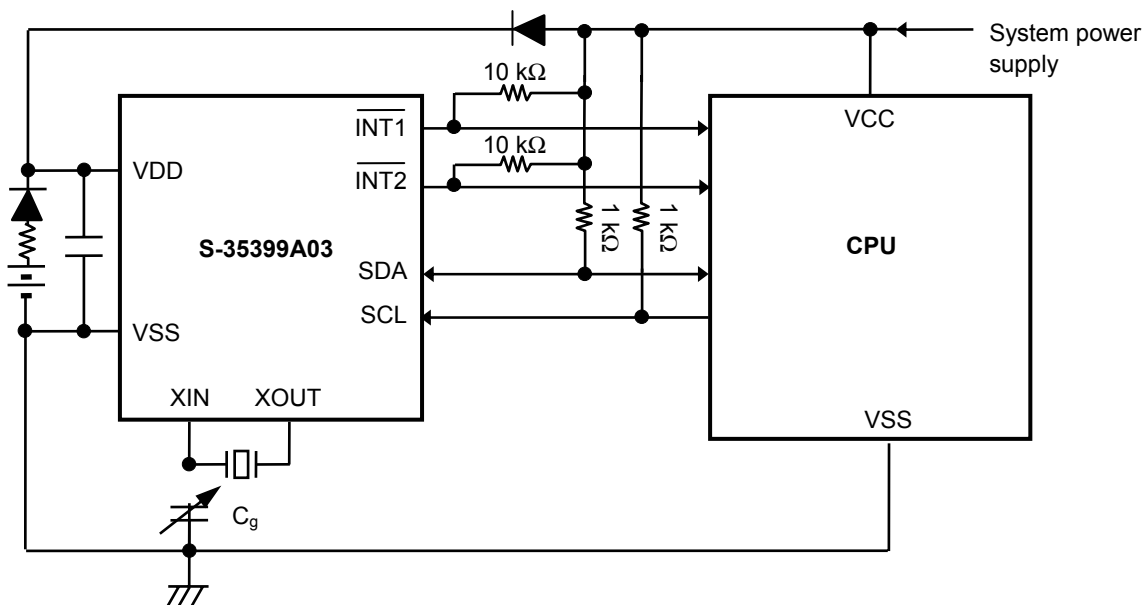 System power
supply
10 kΩ
INT1
VCC
10 kΩ
VDD
INT2
1 kΩ
1 kΩ
S-35399A03
CPU
SDA
SCL
VSS
XIN
XOUT
VSS
Cg